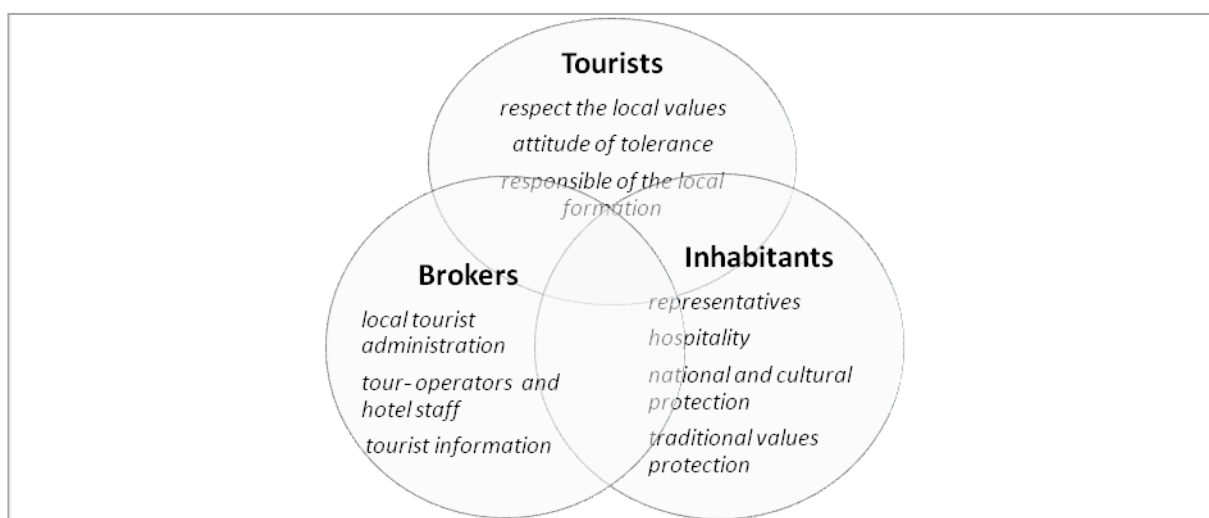 Tourists
respect the local values
attitude of tolerance
responsible of the local
formation
Brokers
local tourist
administration
tour- operators and
hotel staff
tourist information
Inhabitants
representatives
hospitality
national and cultural
protection
traditional values
protection